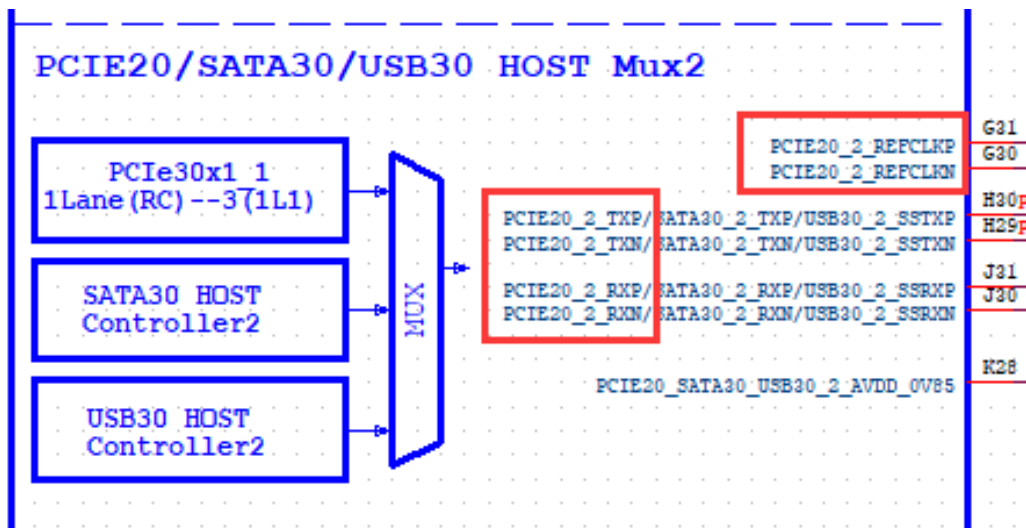 PCIE20/SATA30/USB30 HOST Mux2
PCIe30x1_1
1Lane(RC)--3(1L1)
SATA30 HOST
Controller2
USB30 HOST
Controller2
MUX
PCIE20_2_REFCLKP
PCIE20_2_REFCLKN
PCIE20_2_TXP/SATA30_2_TXP/USB30_2_SSTXP
PCIE20_2_TXN/SATA30_2_TXN/USB30_2_SSTXN
PCIE20_2_RXP/SATA30_2_RXP/USB30_2_SSRXP
PCIE20_2_RXN/SATA30_2_RXN/USB30_2_SSRXN
PCIE20_SATA30_USB30_2_AVDD_0V85
G31
G30
H30
H29
J31
J30
K28